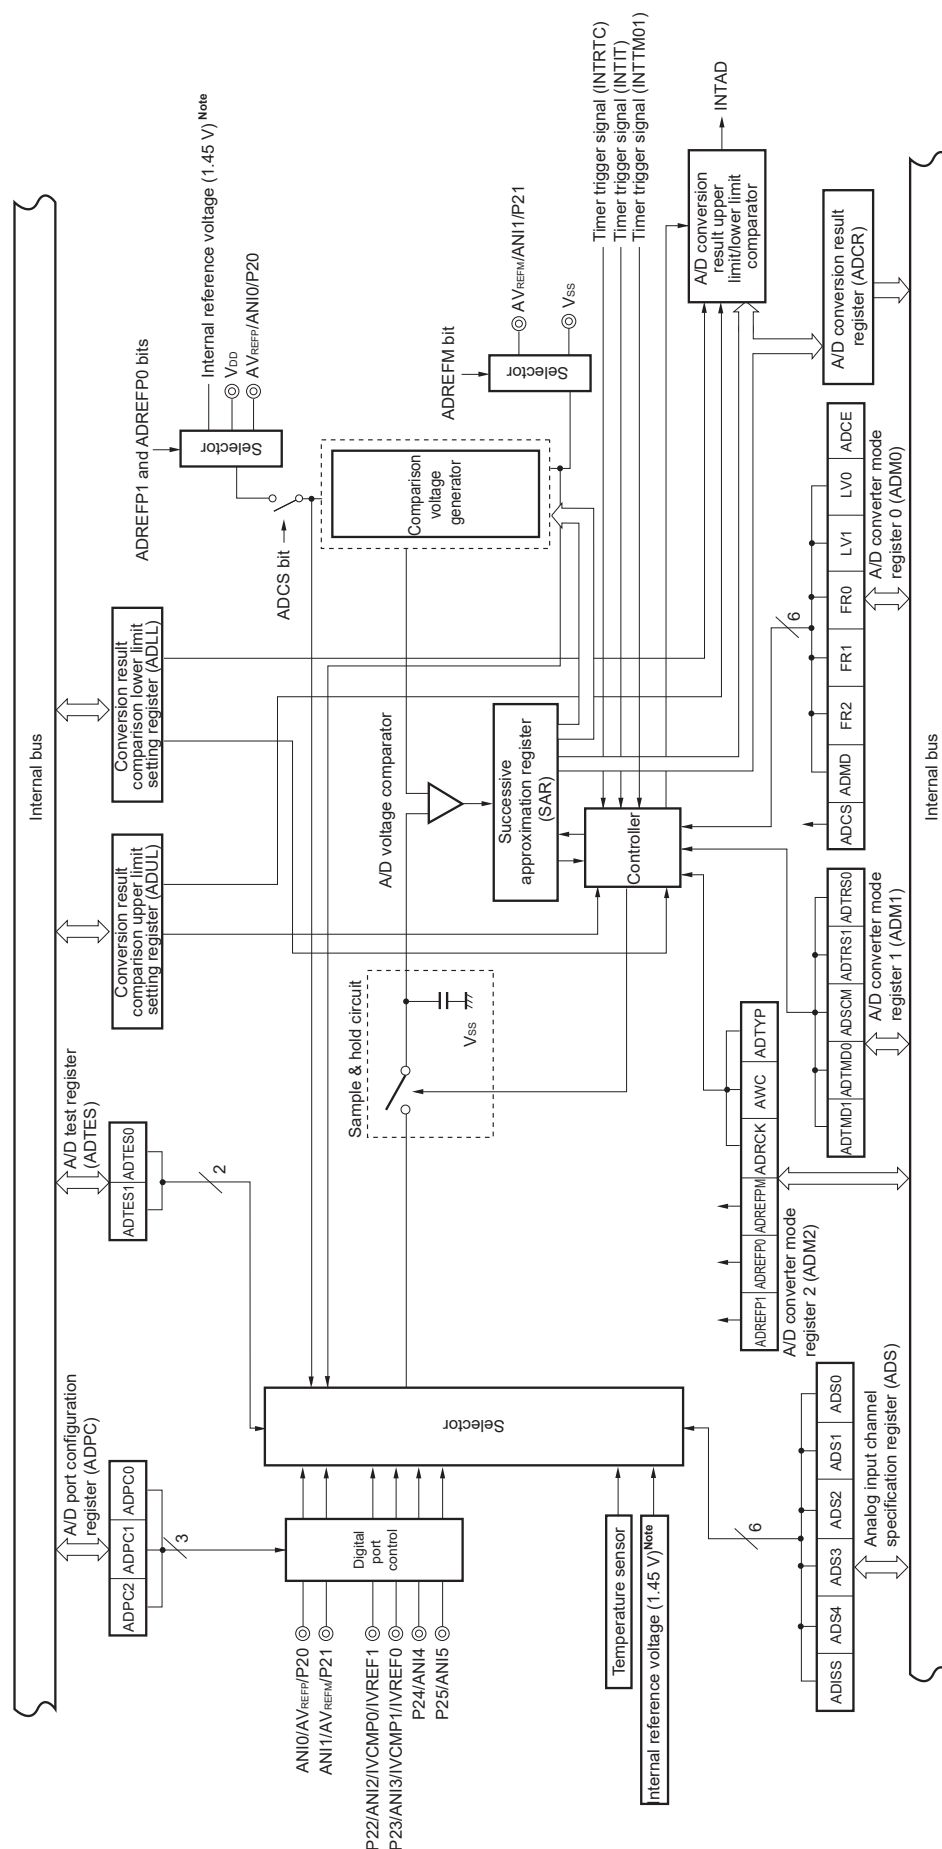 Internal bus
A/D port configuration
register (ADPC)
ADPC2
ADPC1
ADPC0
3
A/D test register
(ADTES)
ADTES1
ADTES0
2
Conversion result
comparison upper limit
setting register (ADUL)
Conversion result
comparison lower limit
setting register (ADLL)
ADREFP1 and ADREFP0 bits
Internal reference voltage (1.45 V) Note
VDD
AVREFP/ANI0/P20
Selector
ADCS bit
ANI0/AVREFP/P20
ANI1/AVREFM/P21
P22/ANI2/IVCMP0/IVREF1
P23/ANI3/IVCMP1/IVREF0
P24/ANI4
P25/ANI5
Digital
port
control
Selector
Sample & hold circuit
VSS
A/D voltage comparator
Comparison
voltage
generator
ADREFM bit
Selector
AVREFM/ANI1/P21
VSS
Successive
approximation register
(SAR)
Timer trigger signal (INTRTC)
Timer trigger signal (INTIT)
Timer trigger signal (INTTM01)
Controller
Temperature sensor
Internal reference voltage (1.45 V)Note
A/D conversion
result upper
limit/lower limit
comparator
INTAD
6
ADISS
ADS4
ADS3
ADS2
ADS1
ADS0
Analog input channel
specification register (ADS)
ADREFP1
ADREFP0
ADREFPM
ADRCK
AWC
ADTYP
A/D converter mode
register 2 (ADM2)
ADTMD1
ADTMD0
ADSCM
ADTRS1
ADTRS0
A/D converter mode
register 1 (ADM1)
6
ADCS
ADMD
FR2
FR1
FR0
LV1
LV0
ADCE
A/D converter mode
register 0 (ADM0)
A/D conversion result
register (ADCR)
Internal bus